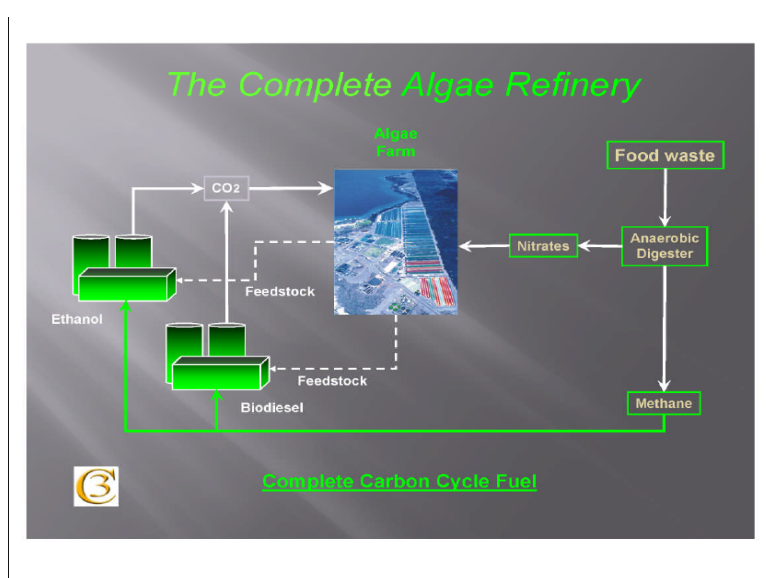 The Complete Algae Refinery
Algae
Farm
Food waste
CO2
Nitrates
Anaerobic
Digester
Feedstock
Ethanol
Feedstock
Biodiesel
Methane
C3
Complete Carbon Cycle Fuel